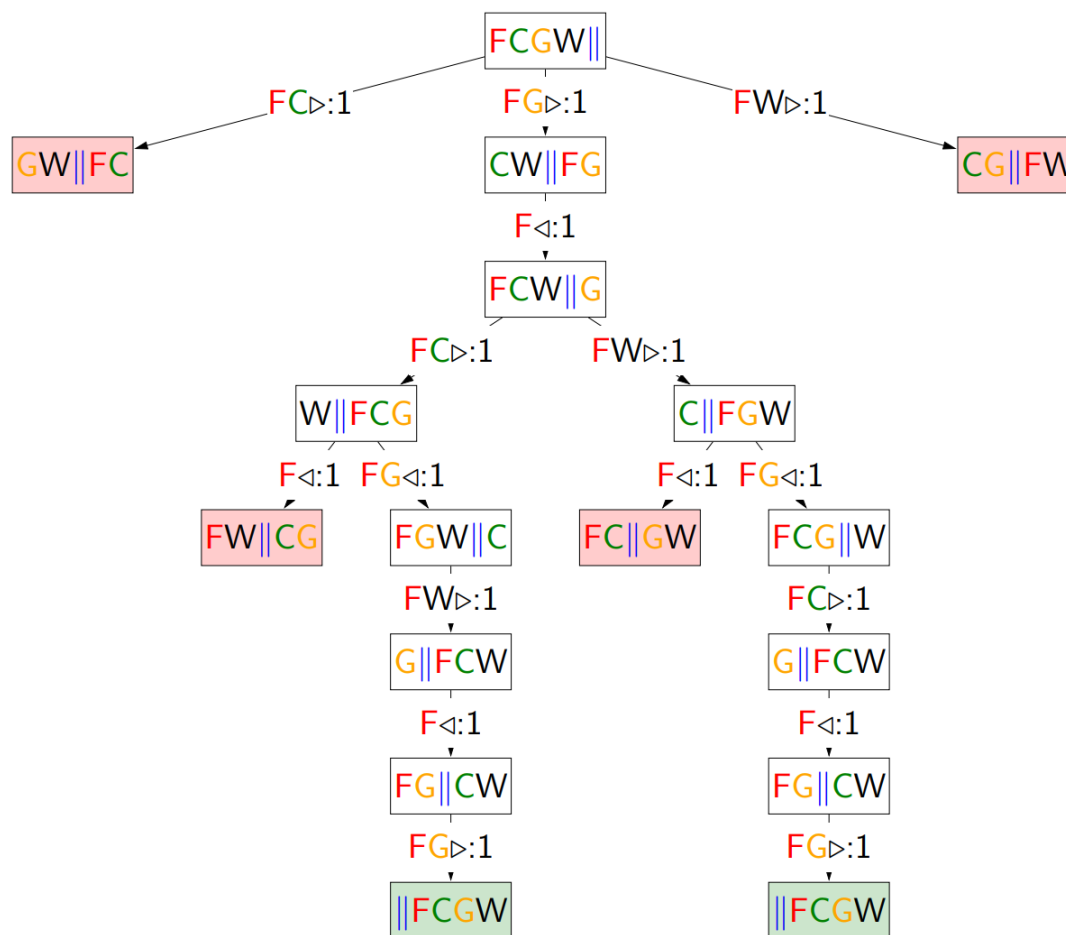 FCGW||
FC▷:1 FG▷:1 FW▷:1
GW||FC CW||FG CG||FW
F◁:1
FCW||G
FC▷:1 FW▷:1
W||FCG C||FGW
F◁:1 FG◁:1 F◁:1 FG◁:1
FW||CG FGW||C FC||GW FCG||W
FW▷:1 FC▷:1
G||FCW G||FCW
F◁:1 F◁:1
FG||CW FG||CW
FG▷:1 FG▷:1
||FCGW ||FCGW